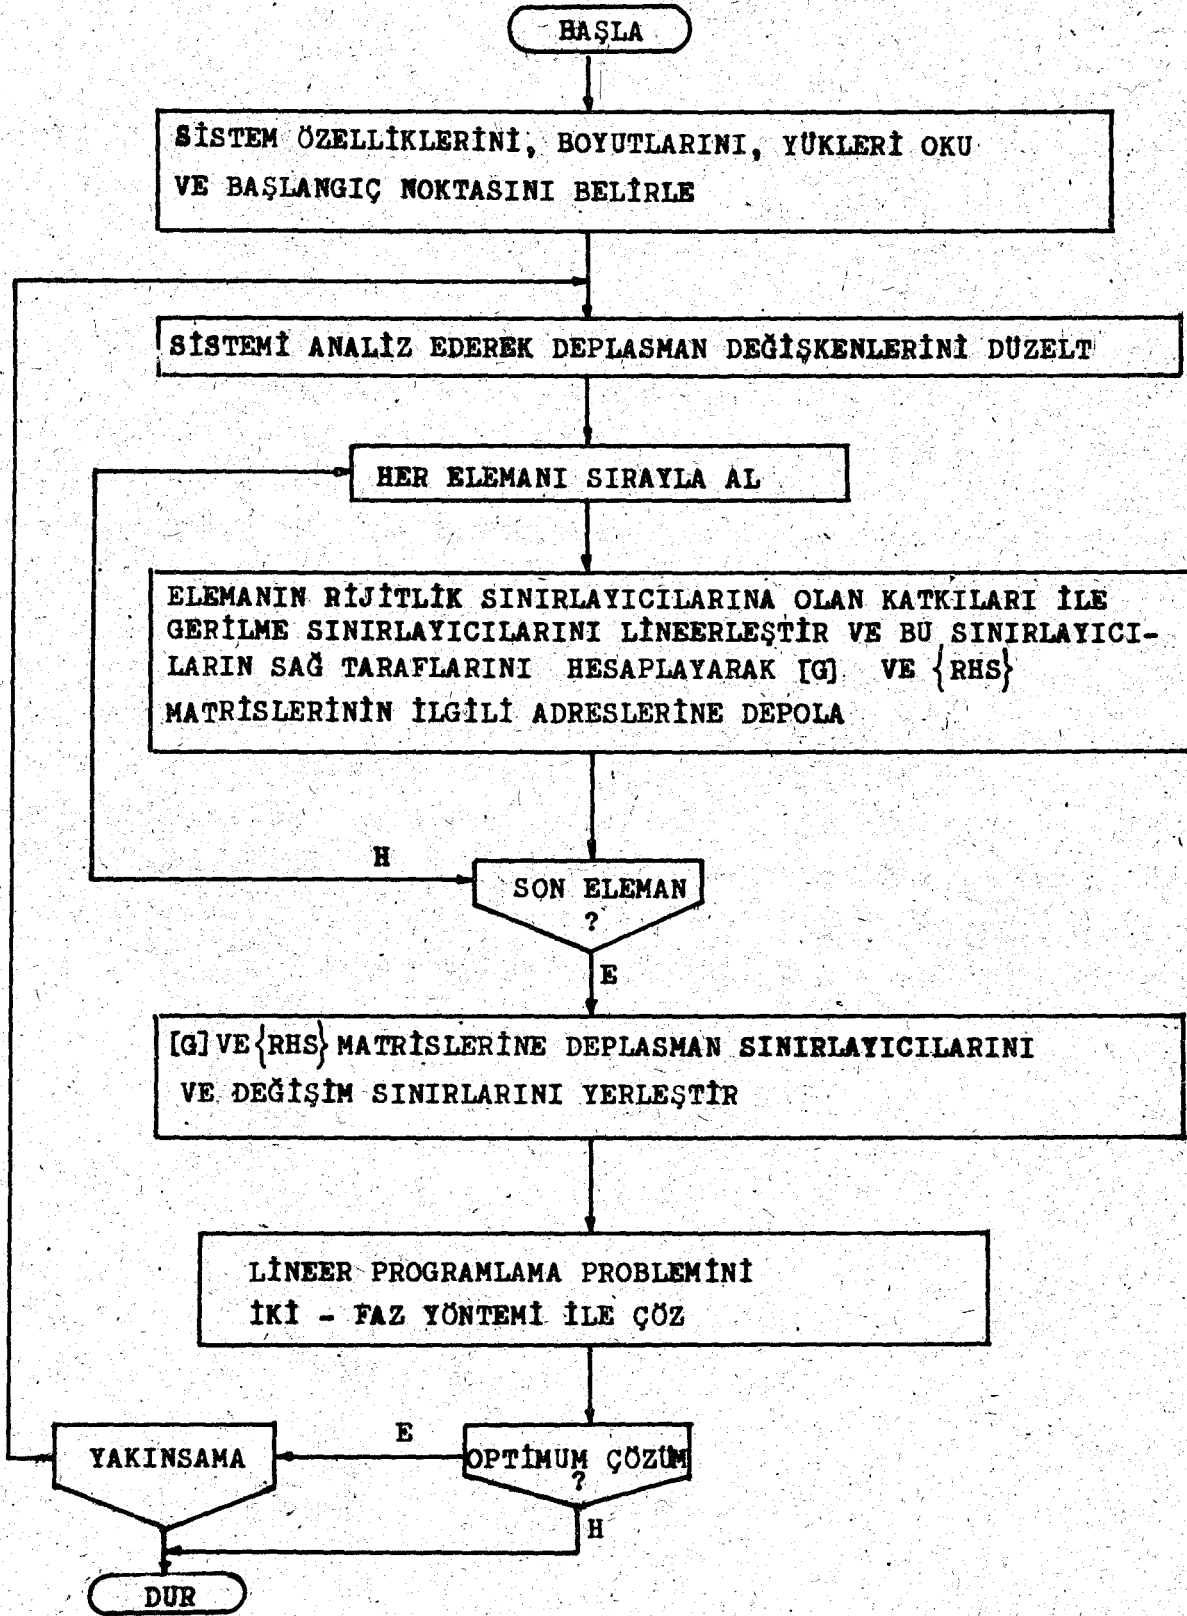 BAŞLA
SİSTEM ÖZELLİKLERİNİ, BOYUTLARINI, YÜKLERİ OKU
VE BAŞLANGIÇ NOKTASINI BELİRLE
SİSTEMİ ANALİZ EDEREK DEPLASMAN DEĞİŞKENLERİNİ DÜZELT
HER ELEMANI SIRAYLA AL
ELEMANIN RİJİTLİK SINIRLAYICILARINA OLAN KATKILARI İLE
GERİLME SINIRLAYICILARINI LİNEERLEŞTİR VE BU SINIRLAYICI-
LARIN SAĞ TARAFLARINI HESAPLAYARAK [G] VE {RHS}
MATRİSLERİNİN İLGİLİ ADRESLERİNE DEPOLA
H
SON ELEMAN
?
E
[G] VE {RHS} MATRİSLERİNE DEPLASMAN SINIRLAYICILARINI
VE DEĞİŞİM SINIRLARINI YERLEŞTİR
LİNEER PROGRAMLAMA PROBLEMİNİ
İKİ - FAZ YÖNTEMİ İLE ÇÖZ
YAKINSAMA
E
OPTİMUM ÇÖZÜM
?
H
DUR